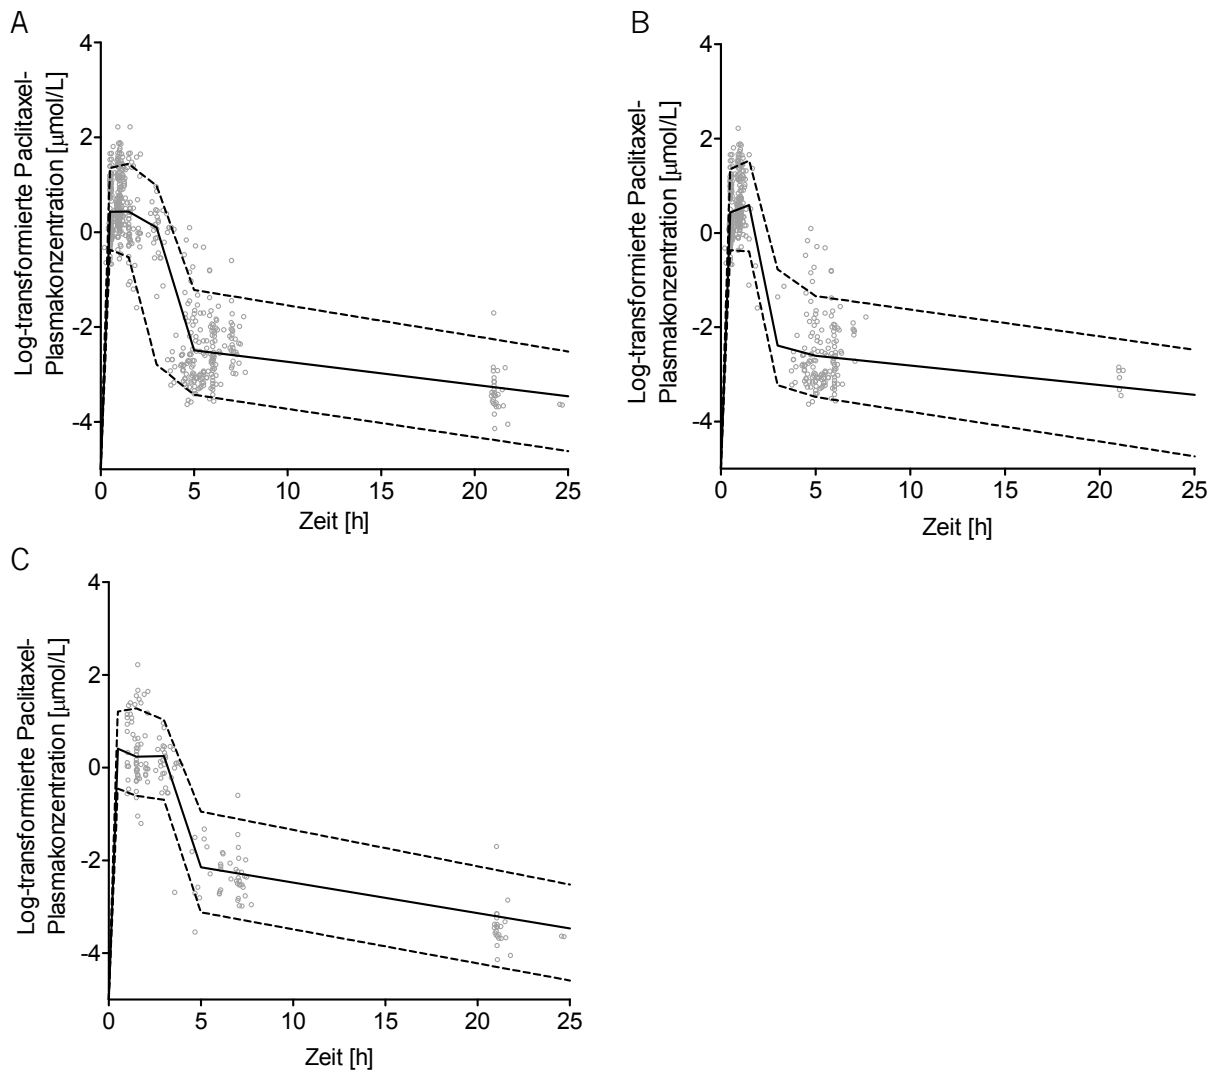 A
Log-transformierte Paclitaxel-
Plasmakonzentration [µmol/L]
4
2
0
-2
-4
0 5 10 15 20 25
Zeit [h]
B
Log-transformierte Paclitaxel-
Plasmakonzentration [µmol/L]
4
2
0
-2
-4
0 5 10 15 20 25
Zeit [h]
C
Log-transformierte Paclitaxel-
Plasmakonzentration [µmol/L]
4
2
0
-2
-4
0 5 10 15 20 25
Zeit [h]